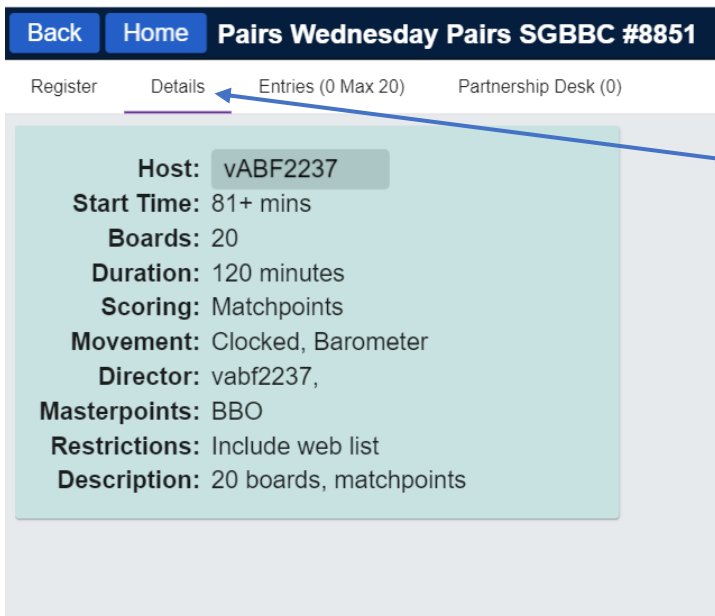 Back Home Pairs Wednesday Pairs SGBBC #8851
Register Details Entries (0 Max 20) Partnership Desk (0)
Host: vABF2237
Start Time: 81+ mins
Boards: 20
Duration: 120 minutes
Scoring: Matchpoints
Movement: Clocked, Barometer
Director: vabf2237,
Masterpoints: BBO
Restrictions: Include web list
Description: 20 boards, matchpoints